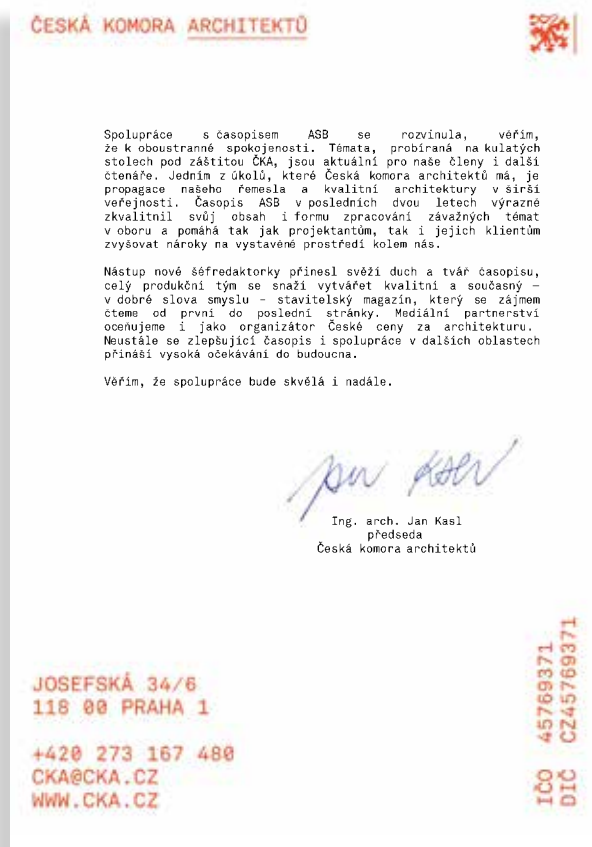 ČESKÁ KOMORA ARCHITEKTŮ
Spolupráce s časopisem ASB se rozvinula, věřím,
že k oboustranné spokojenosti. Témata, probíraná na kulatých
stolech pod záštitou ČKA, jsou aktuální pro naše členy i další
čtenáře. Jedním z úkolů, které Česká komora architektů má, je
propagace našeho řemesla a kvalitní architektury v širší
veřejnosti. Časopis ASB v posledních dvou letech výrazně
zkvalitnil svůj obsah i formu zpracování závažných témat
v oboru a pomáhá tak jak projektantům, tak i jejich klientům
zvyšovat nároky na vystavěné prostředí kolem nás.
Nástup nové šéfredaktorky přinesl svěží duch a tvář časopisu,
celý produkční tým se snaží vytvářet kvalitní a současný –
v dobré slova smyslu – stavitelský magazín, který se zájmem
čteme od první do poslední stránky. Mediální partnerství
oceňujeme i jako organizátor České ceny za architekturu.
Neustále se zlepšující časopis i spolupráce v dalších oblastech
přináší vysoká očekávání do budoucna.
Věřím, že spolupráce bude skvělá i nadále.
Jan Kasl
Ing. arch. Jan Kasl
předseda
Česká komora architektů
JOSEFSKÁ 34/6
118 00 PRAHA 1
+420 273 167 480
CKA@CKA.CZ
WWW.CKA.CZ
IČO 45769371
DIČ CZ45769371